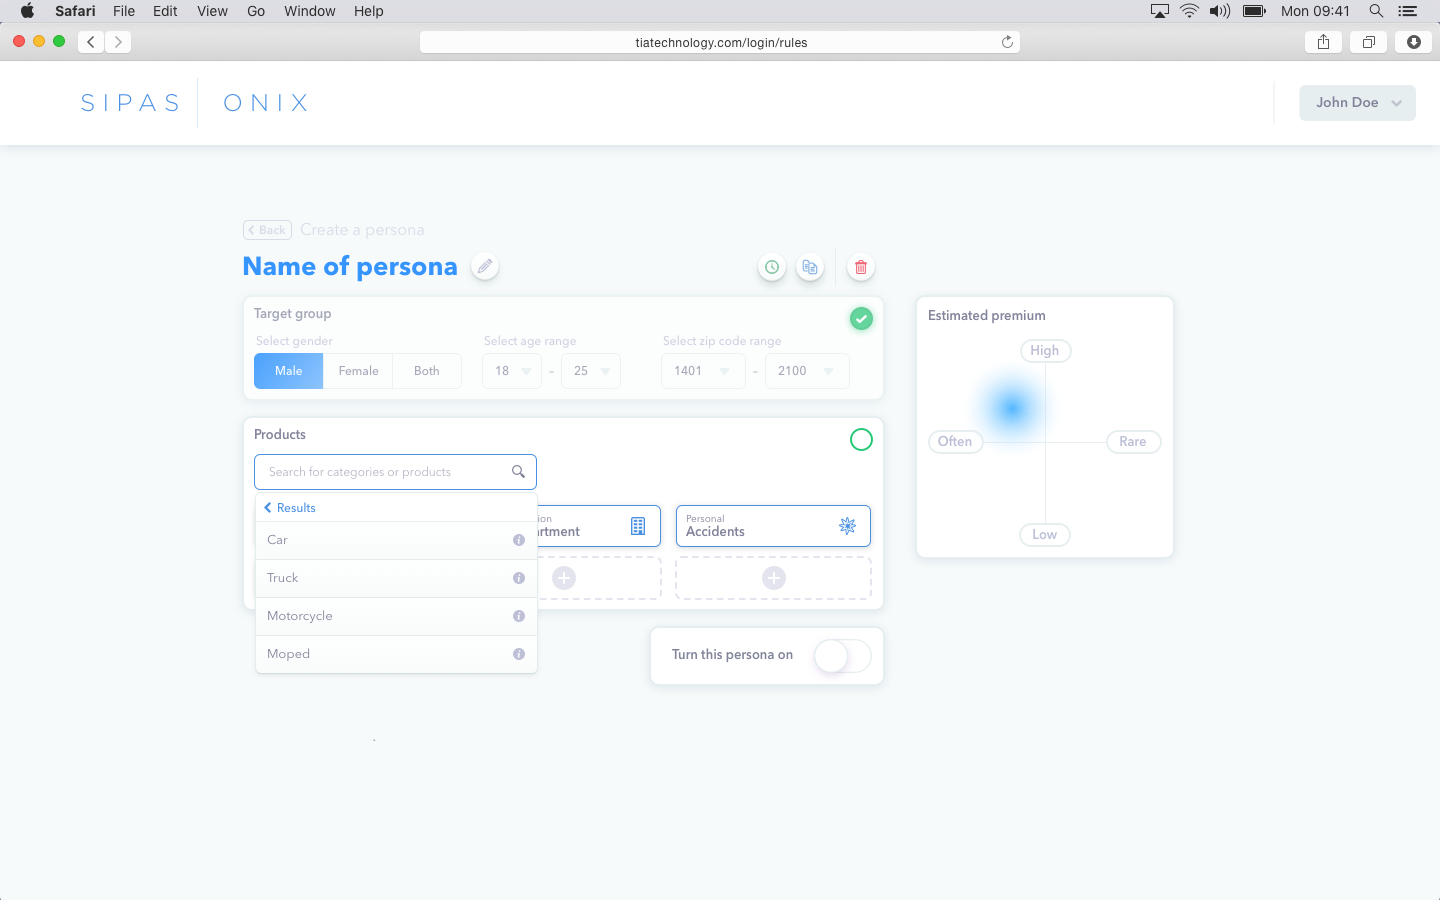 Safari File Edit View Go Window Help Mon 09:41
tiatechnology.com/login/rules
SIPAS ONIX
John Doe
Back Create a persona
Name of persona
Target group
Select gender Select age range Select zip code range
Male Female Both 18 - 25 1401 - 2100
Products
Search for categories or products
Results
Car
Truck
Motorcycle
Moped
Personal
Accidents
Turn this persona on
Estimated premium
High
Often Rare
Low